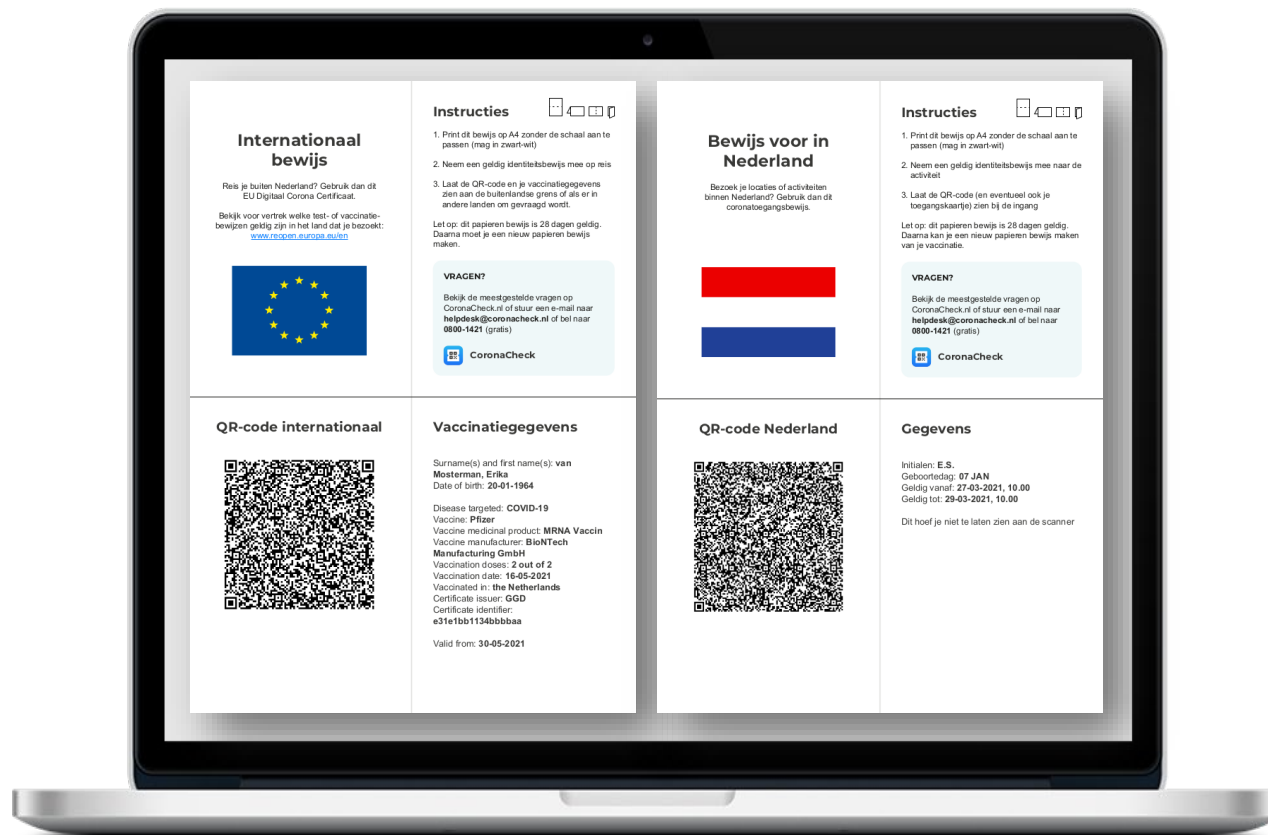 Internationaal
bewijs
Reis je buiten Nederland? Gebruik dan dit
EU Digitaal Corona Certificaat.
Bekijk voor vertrek welke test- of vaccinatie-
bewijzen geldig zijn in het land dat je bezoekt:
www.reopen.europa.eu/en
Instructies
1. Print dit bewijs op A4 zonder de schaal aan te
passen (mag in zwart-wit)
2. Neem een geldig identiteitsbewijs mee op reis
3. Laat de QR-code en je vaccinatiegegevens
zien aan de buitenlandse grens of als er in
andere landen om gevraagd wordt.
Let op: dit papieren bewijs is 28 dagen geldig.
Daarna moet je een nieuw papieren bewijs
maken.
VRAGEN?
Bekijk de meestgestelde vragen op
CoronaCheck.nl of stuur een e-mail naar
helpdesk@coronacheck.nl of bel naar
0800-1421 (gratis)
CoronaCheck
QR-code internationaal
Vaccinatiegegevens
Surname(s) and first name(s): van
Mosterman, Erika
Date of birth: 20-01-1964
Disease targeted: COVID-19
Vaccine: Pfizer
Vaccine medicinal product: MRNA Vaccin
Vaccine manufacturer: BioNTech
Manufacturing GmbH
Vaccination doses: 2 out of 2
Vaccination date: 16-05-2021
Vaccinated in: the Netherlands
Certificate issuer: GGD
Certificate identifier:
e31e1bb1134bbbbaa
Valid from: 30-05-2021
Bewijs voor in
Nederland
Bezoek je locaties of activiteiten
binnen Nederland? Gebruik dan dit
coronatoegangsbewijs.
Instructies
1. Print dit bewijs op A4 zonder de schaal aan te
passen (mag in zwart-wit)
2. Neem een geldig identiteitsbewijs mee naar de
activiteit
3. Laat de QR-code (en eventueel ook je
toegangskaartje) zien bij de ingang
Let op: dit papieren bewijs is 28 dagen geldig.
Daarna kan je een nieuw papieren bewijs maken
van je vaccinatie.
VRAGEN?
Bekijk de meestgestelde vragen op
CoronaCheck.nl of stuur een e-mail naar
helpdesk@coronacheck.nl of bel naar
0800-1421 (gratis)
CoronaCheck
QR-code Nederland
Gegevens
Initialen: E.S.
Geboortedag: 07 JAN
Geldig vanaf: 27-03-2021, 10.00
Geldig tot: 29-03-2021, 10.00
Dit hoef je niet te laten zien aan de scanner